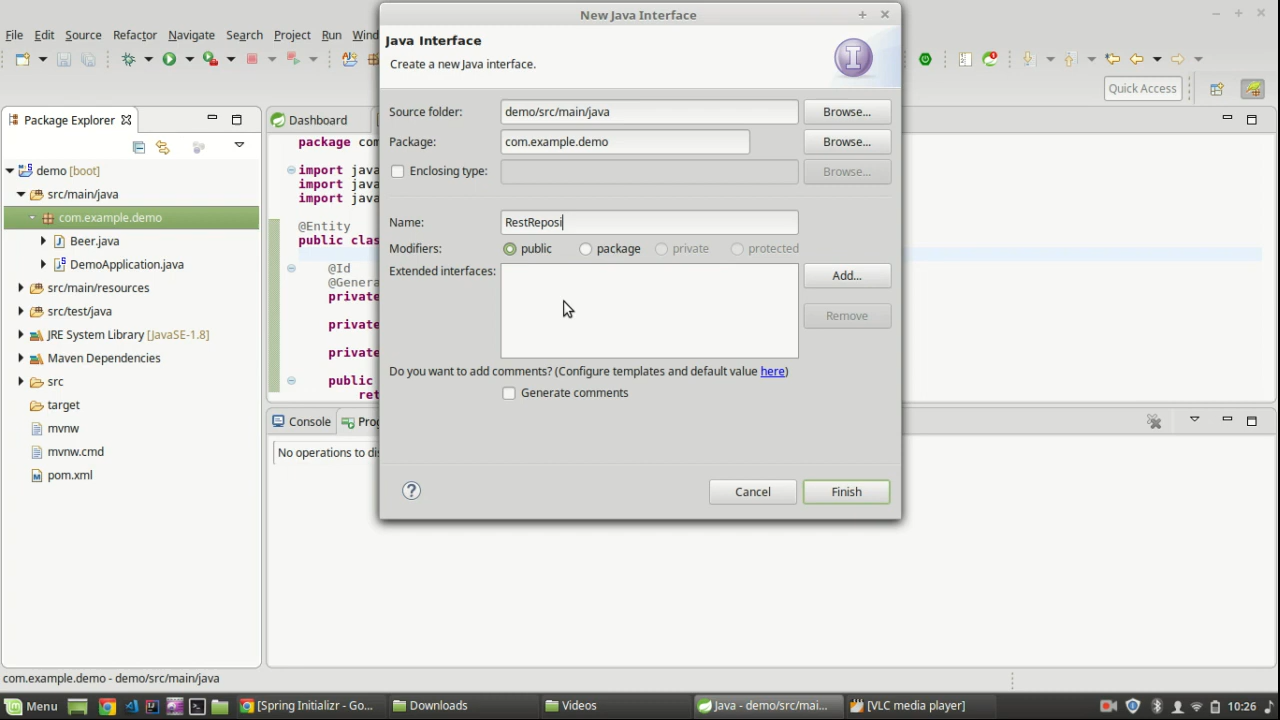 New Java Interface
File Edit Source Refactor Navigate Search Project Run Wind
Java Interface
Create a new Java interface.
Quick Access
Source folder: demo/src/main/java Browse...
Package: com.example.demo Browse...
Enclosing type: Browse...
Name: RestReposi
Modifiers: public package private protected
Extended interfaces: Add...
Remove
Do you want to add comments? (Configure templates and default value here)
Generate comments
Cancel Finish
Package Explorer
demo [boot]
src/main/java
com.example.demo
Beer.java
DemoApplication.java
src/main/resources
src/test/java
JRE System Library [JavaSE-1.8]
Maven Dependencies
src
target
mvnw
mvnw.cmd
pom.xml
Dashboard
package com
import java
import java
import java
@Entity
public clas
@Id
@Genera
private
private
private
public
ret
Console Prog
No operations to dis
com.example.demo - demo/src/main/java
Menu [Spring Initializr - Go... Downloads Videos Java - demo/src/mai... [VLC media player] 10:26